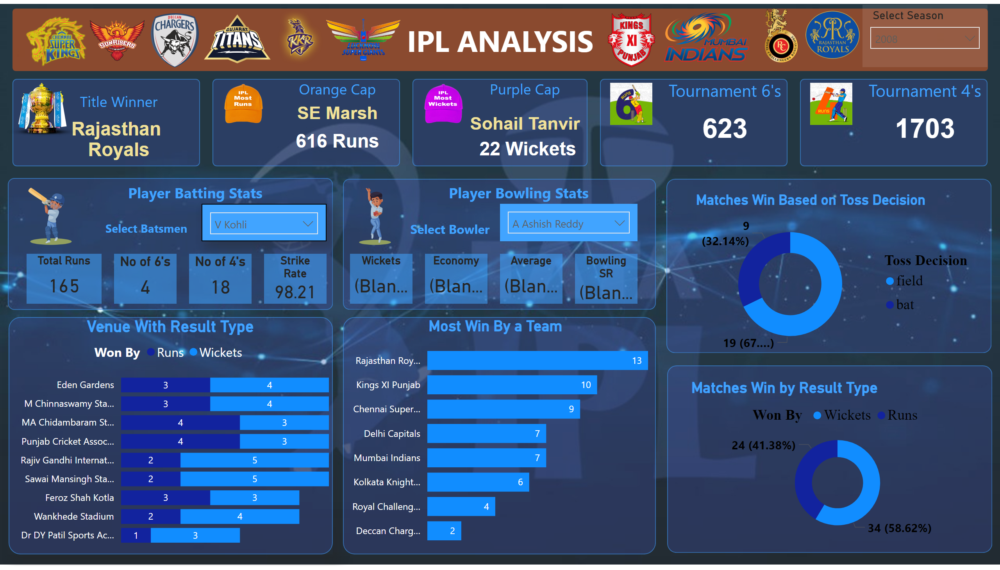 CHENNAI
SUPER
KINGS
SUNRISERS
DECCAN
CHARGERS
GUJARAT
TITANS
KKR
LUCKNOW
SUPER GIANTS
IPL ANALYSIS
KINGS
XI
PUNJAB
MUMBAI
INDIANS
RC
ROYAL CHALLENGERS BANGALORE
RR
RAJASTHAN
ROYALS
Select Season
2008
Title Winner
Rajasthan
Royals
IPL
Most
Runs
Orange Cap
SE Marsh
616 Runs
IPL
Most
Wickets
Purple Cap
Sohail Tanvir
22 Wickets
6 RUNS
Tournament 6's
623
4
RUNS
Tournament 4's
1703
Player Batting Stats
Select Batsmen
V Kohli
Total Runs
165
No of 6's
4
No of 4's
18
Strike
Rate
98.21
Player Bowling Stats
Select Bowler
A Ashish Reddy
Wickets
(Blan...
Economy
(Blan...
Average
(Blan...
Bowling
SR
(Blan...
Matches Win Based on Toss Decision
9
(32.14%)
19 (67....)
Toss Decision
field
bat
Venue With Result Type
Won By Runs Wickets
Eden Gardens 3 4
M Chinnaswamy Sta... 3 4
MA Chidambaram St... 4 3
Punjab Cricket Assoc... 4 3
Rajiv Gandhi Internat... 2 5
Sawai Mansingh Sta... 2 5
Feroz Shah Kotla 3 3
Wankhede Stadium 2 4
Dr DY Patil Sports Ac... 1 3
Most Win By a Team
Rajasthan Roy... 13
Kings XI Punjab 10
Chennai Super... 9
Delhi Capitals 7
Mumbai Indians 7
Kolkata Knight... 6
Royal Challeng... 4
Deccan Charg... 2
Matches Win by Result Type
Won By Wickets Runs
24 (41.38%)
34 (58.62%)